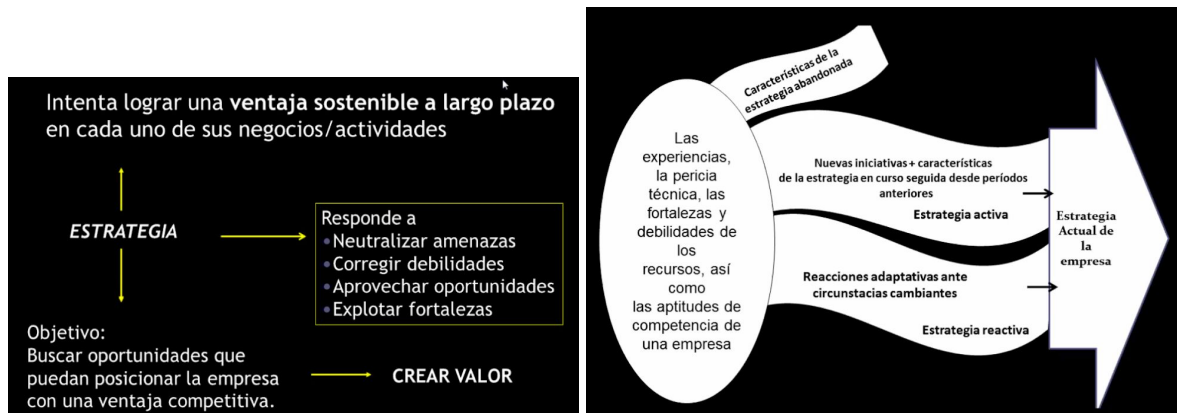 Intenta lograr una ventaja sostenible a largo plazo
en cada uno de sus negocios/actividades
ESTRATEGIA
Responde a
•Neutralizar amenazas
•Corregir debilidades
•Aprovechar oportunidades
•Explotar fortalezas
Objetivo:
Buscar oportunidades que
puedan posicionar la empresa
con una ventaja competitiva.
CREAR VALOR
Características de la
estrategia abandonada
Las
experiencias,
la pericia
técnica, las
fortalezas y
debilidades de
los
recursos, así
como
las aptitudes de
competencia de
una empresa
Nuevas iniciativas + características
de la estrategia en curso seguida desde períodos
anteriores
Estrategia activa
Reacciones adaptativas ante
circunstacias cambiantes
Estrategia reactiva
Estrategia
Actual de
la
empresa